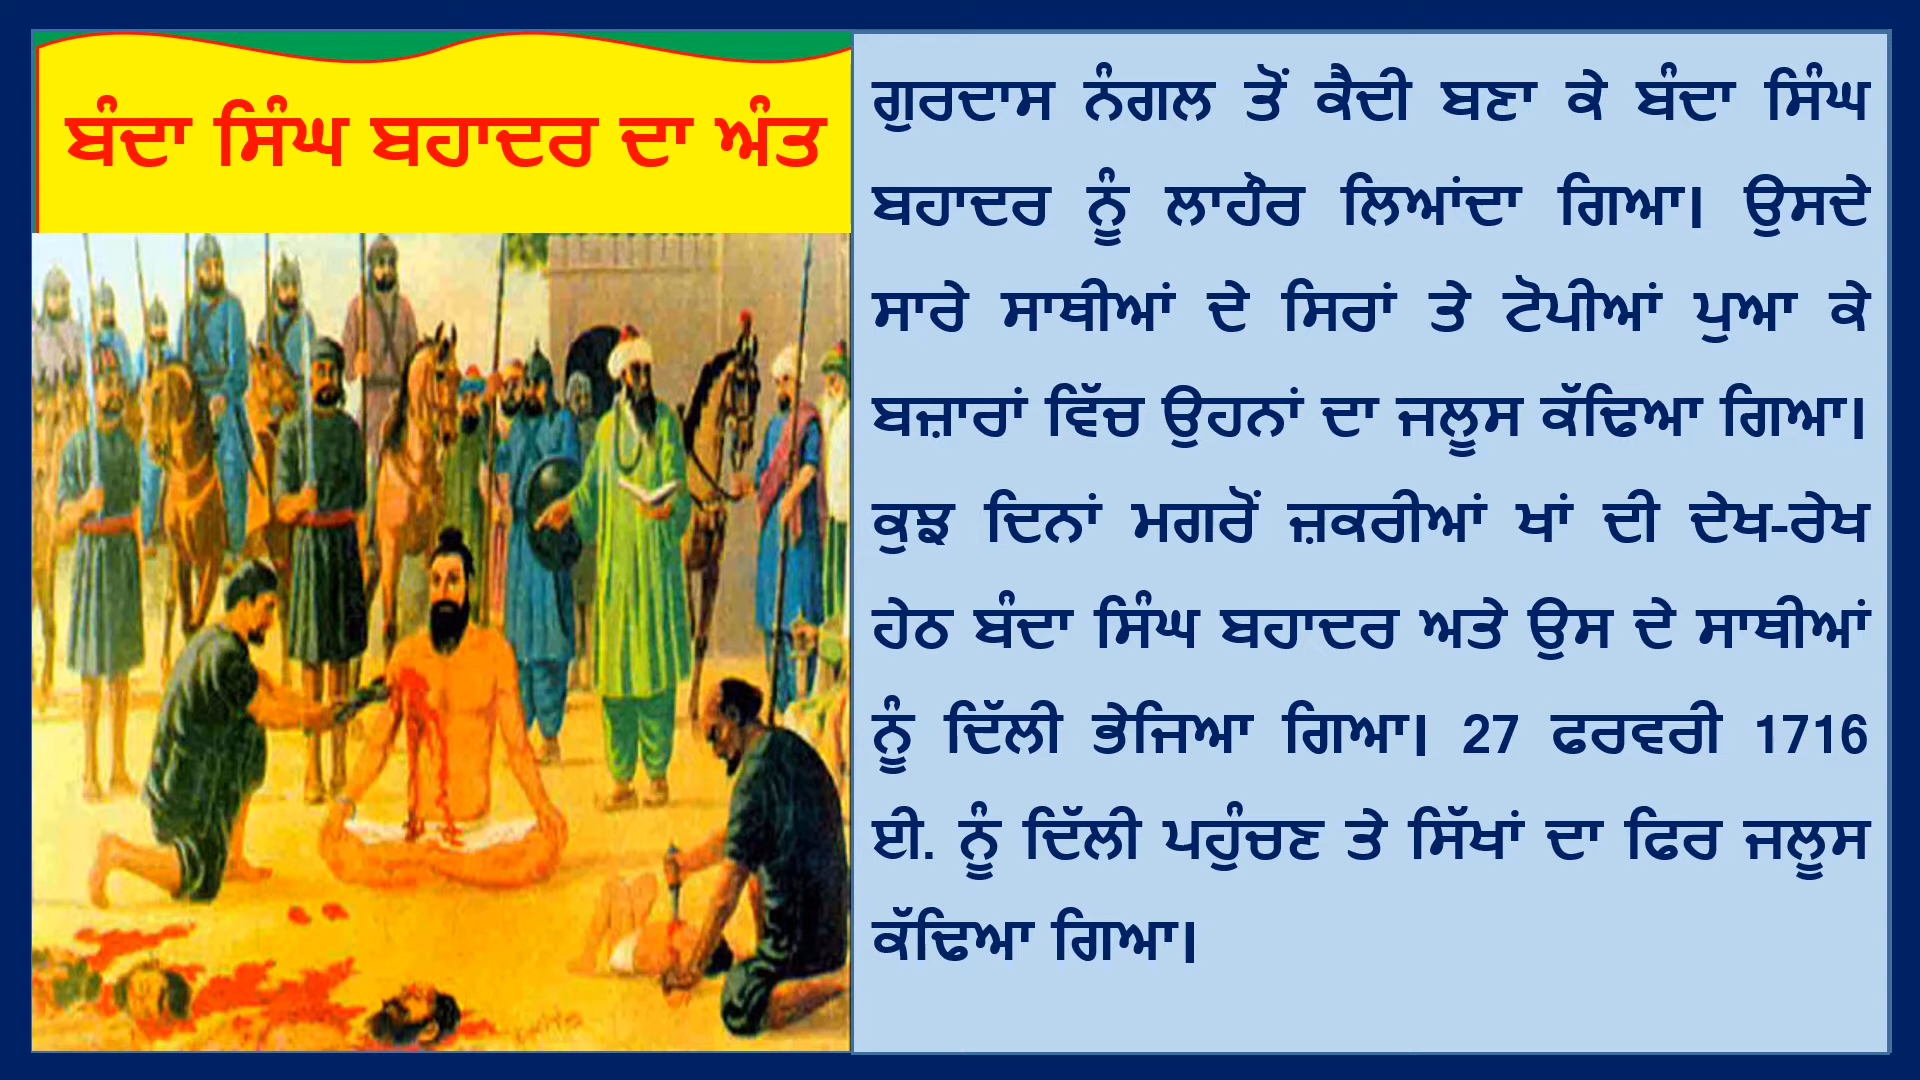 ਬੰਦਾ ਸਿੰਘ ਬਹਾਦਰ ਦਾ ਅੰਤ
ਗੁਰਦਾਸ ਨੰਗਲ ਤੋਂ ਕੈਦੀ ਬਣਾ ਕੇ ਬੰਦਾ ਸਿੰਘ
ਬਹਾਦਰ ਨੂੰ ਲਾਹੋਰ ਲਿਆਂਦਾ ਗਿਆ। ਉਸਦੇ
ਸਾਰੇ ਸਾਥੀਆਂ ਦੇ ਸਿਰਾਂ ਤੇ ਟੋਪੀਆਂ ਪੁਆ ਕੇ
ਬਜ਼ਾਰਾਂ ਵਿੱਚ ਉਹਨਾਂ ਦਾ ਜਲੂਸ ਕੱਢਿਆ ਗਿਆ।
ਕੁਝ ਦਿਨਾਂ ਮਗਰੋਂ ਜ਼ਕਰੀਆਂ ਖਾਂ ਦੀ ਦੇਖ-ਰੇਖ
ਹੇਠ ਬੰਦਾ ਸਿੰਘ ਬਹਾਦਰ ਅਤੇ ਉਸ ਦੇ ਸਾਥੀਆਂ
ਨੂੰ ਦਿੱਲੀ ਭੇਜਿਆ ਗਿਆ। 27 ਫਰਵਰੀ 1716
ਈ. ਨੂੰ ਦਿੱਲੀ ਪਹੁੰਚਣ ਤੇ ਸਿੱਖਾਂ ਦਾ ਫਿਰ ਜਲੂਸ
ਕੱਢਿਆ ਗਿਆ।